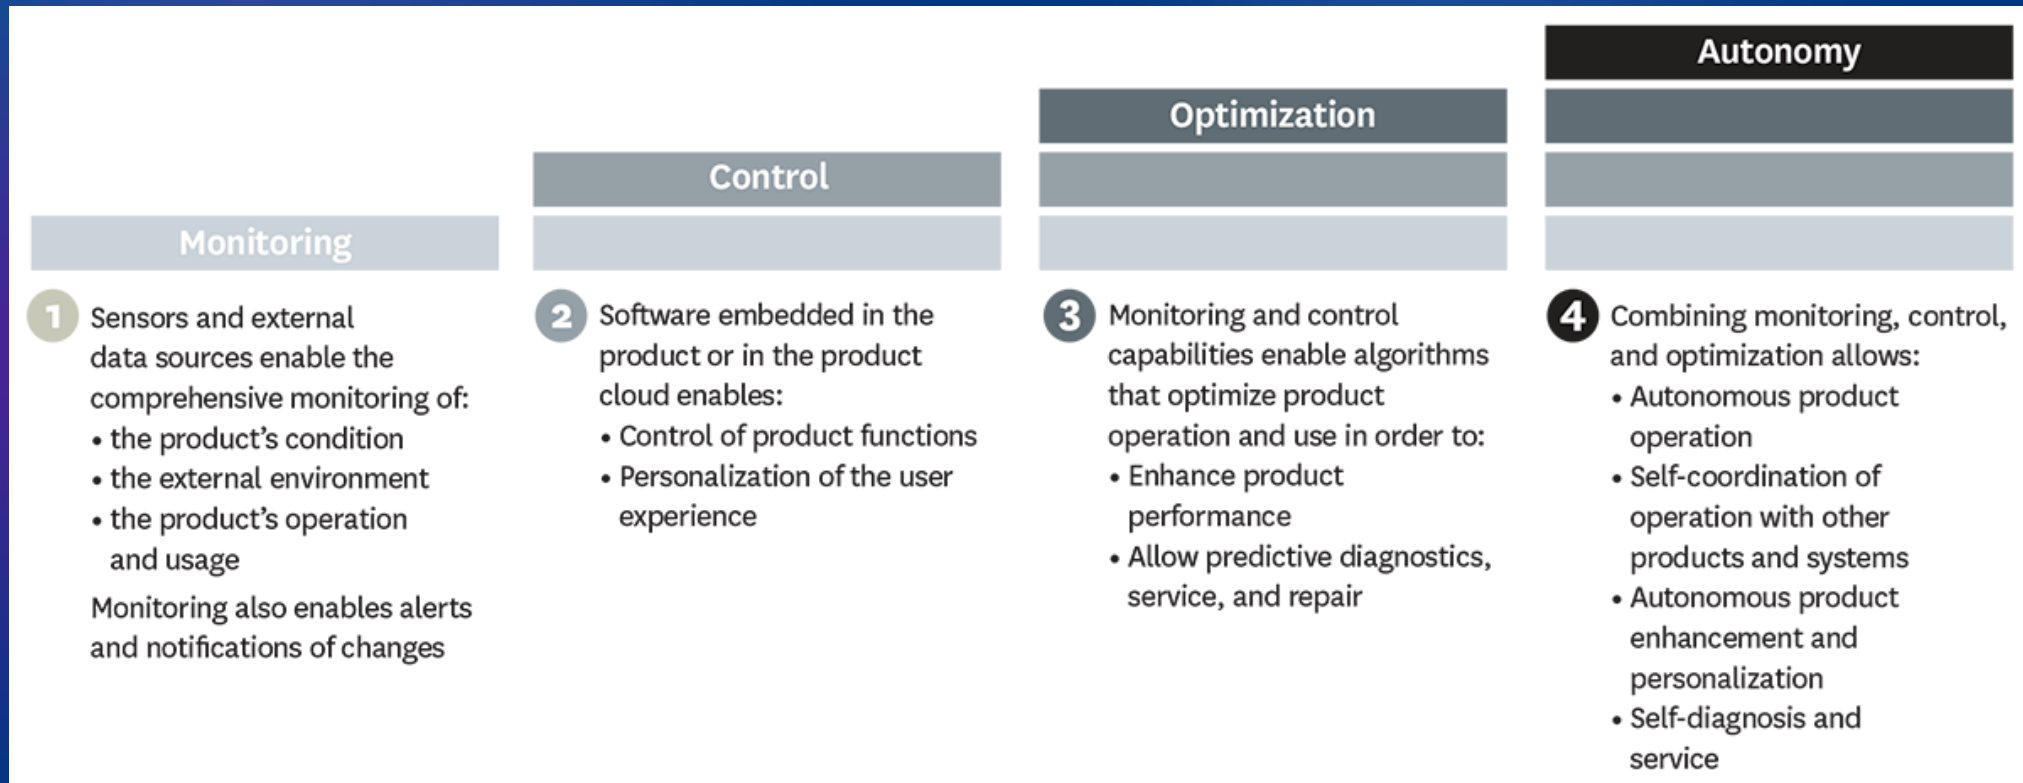 Monitoring
1
Sensors and external
data sources enable the
comprehensive monitoring of:
• the product’s condition
• the external environment
• the product’s operation
and usage
Monitoring also enables alerts
and notifications of changes
Control
2
Software embedded in the
product or in the product
cloud enables:
• Control of product functions
• Personalization of the user
experience
Optimization
3
Monitoring and control
capabilities enable algorithms
that optimize product
operation and use in order to:
• Enhance product
performance
• Allow predictive diagnostics,
service, and repair
Autonomy
4
Combining monitoring, control,
and optimization allows:
• Autonomous product
operation
• Self-coordination of
operation with other
products and systems
• Autonomous product
enhancement and
personalization
• Self-diagnosis and
service